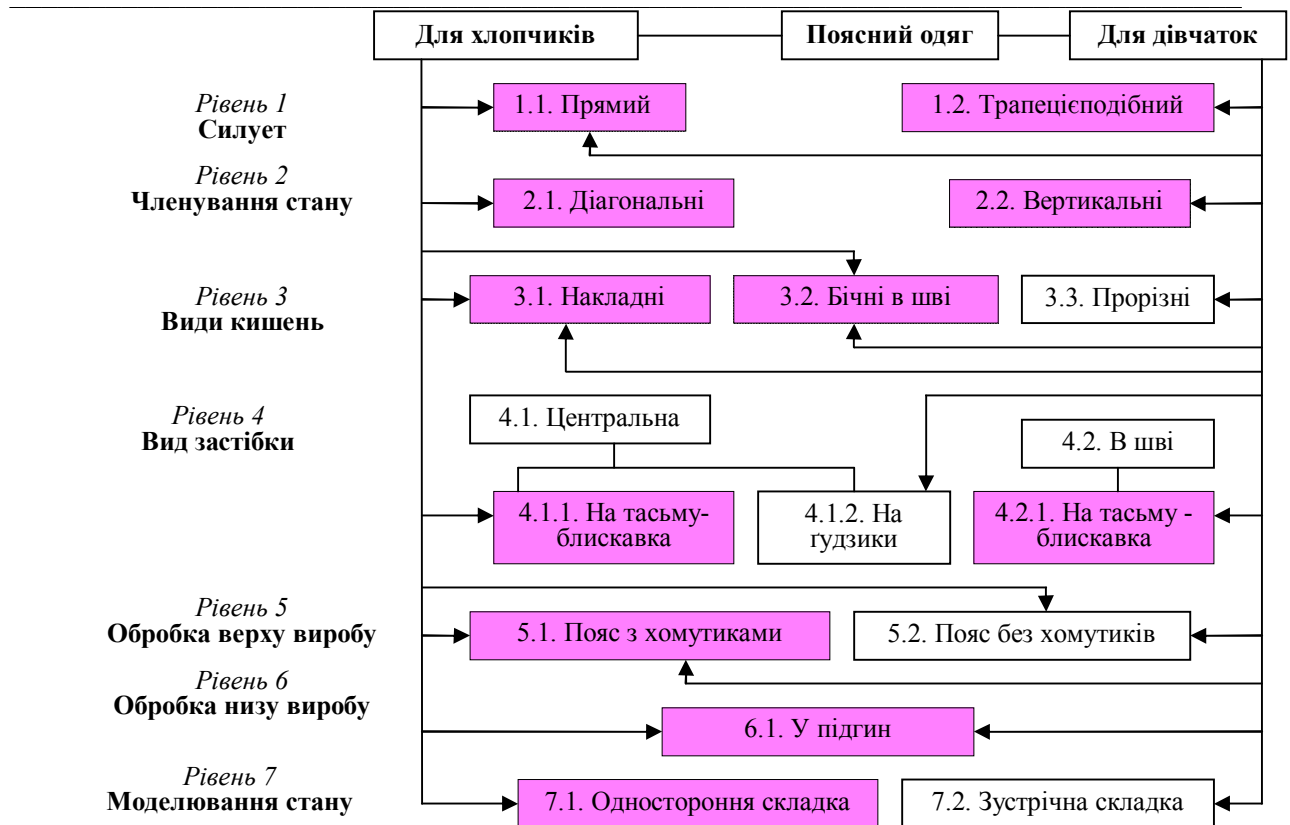 Для хлопчиків
Поясний одяг
Для дівчаток
Рівень 1
Силует
1.1. Прямий
1.2. Трапецієподібний
Рівень 2
Членування стану
2.1. Діагональні
2.2. Вертикальні
Рівень 3
Види кишень
3.1. Накладні
3.2. Бічні в шві
3.3. Прорізні
Рівень 4
Вид застібки
4.1. Центральна
4.2. В шві
4.1.1. На тасьму-
блискавка
4.1.2. На
ґудзики
4.2.1. На тасьму -
блискавка
Рівень 5
Обробка верху виробу
5.1. Пояс з хомутиками
5.2. Пояс без хомутиків
Рівень 6
Обробка низу виробу
6.1. У підгин
Рівень 7
Моделювання стану
7.1. Одностороння складка
7.2. Зустрічна складка